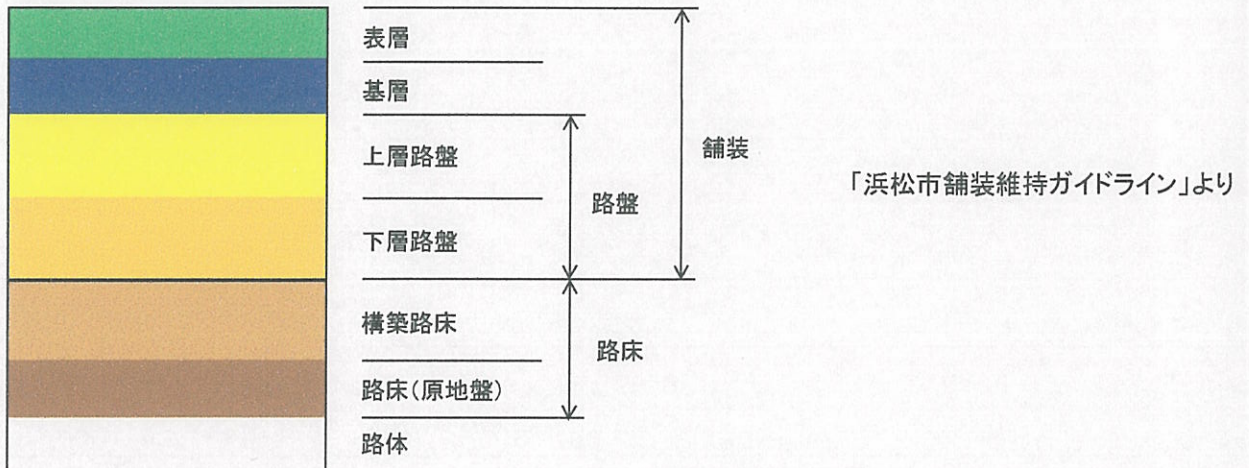 表層
基層
上層路盤
下層路盤
構築路床
路床(原地盤)
路体
路盤
路床
舗装
「浜松市舗装維持ガイドライン」より